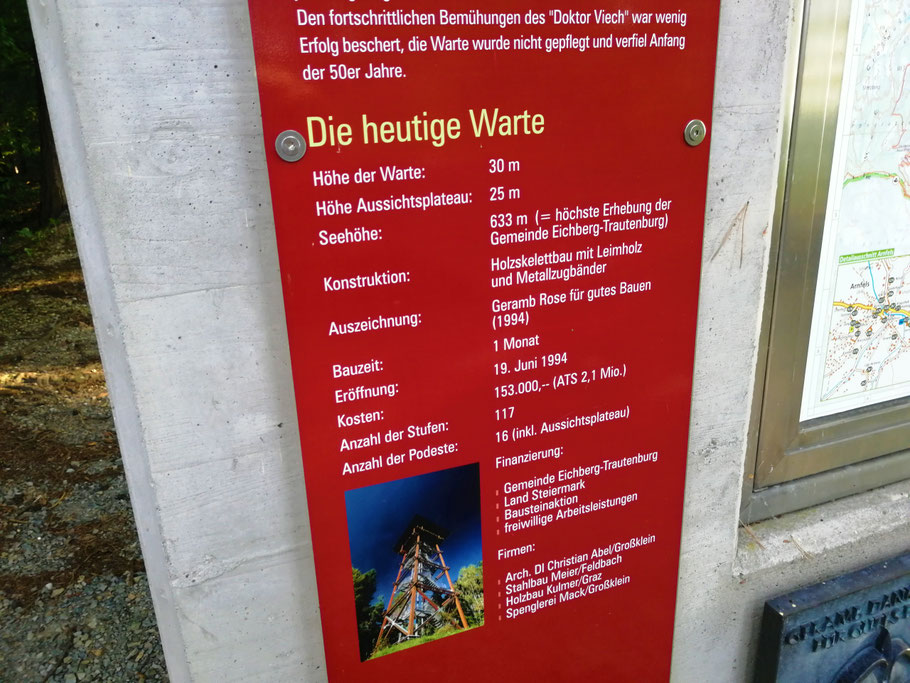 Den fortschrittlichen Bemühungen des "Doktor Viech" war wenig
Erfolg beschert, die Warte wurde nicht gepflegt und verfiel Anfang
der 50er Jahre.
Die heutige Warte
Höhe der Warte: 30 m
Höhe Aussichtsplateau: 25 m
Seehöhe: 633 m (= höchste Erhebung der
Gemeinde Eichberg-Trautenburg)
Konstruktion: Holzskelettbau mit Leimholz
und Metallzugbänder
Auszeichnung: Geramb Rose für gutes Bauen
(1994)
Bauzeit: 1 Monat
Eröffnung: 19. Juni 1994
Kosten: 153.000,-- (ATS 2,1 Mio.)
Anzahl der Stufen: 117
Anzahl der Podeste: 16 (inkl. Aussichtsplateau)
Finanzierung:
Gemeinde Eichberg-Trautenburg
Land Steiermark
Bausteinaktion
freiwillige Arbeitsleistungen
Firmen:
Arch. DI Christian Abel/Großklein
Stahlbau Meier/Feldbach
Holzbau Kulmer/Graz
Spenglerei Mack/Großklein
Detailausschnitt Arnfels
Arnfels